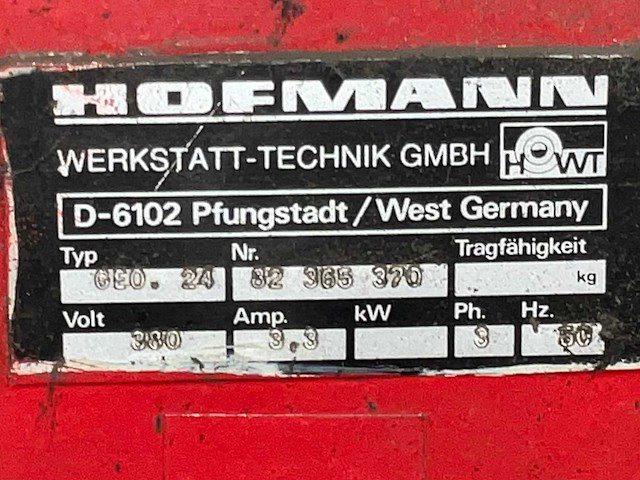 HOFMANN
WERKSTATT-TECHNIK GMBH HWT
D-6102 Pfungstadt/West Germany
Typ Nr. Tragfähigkeit
GEO. 24 82 365 370 kg
Volt Amp. kW Ph. Hz.
380 3,3 3 50